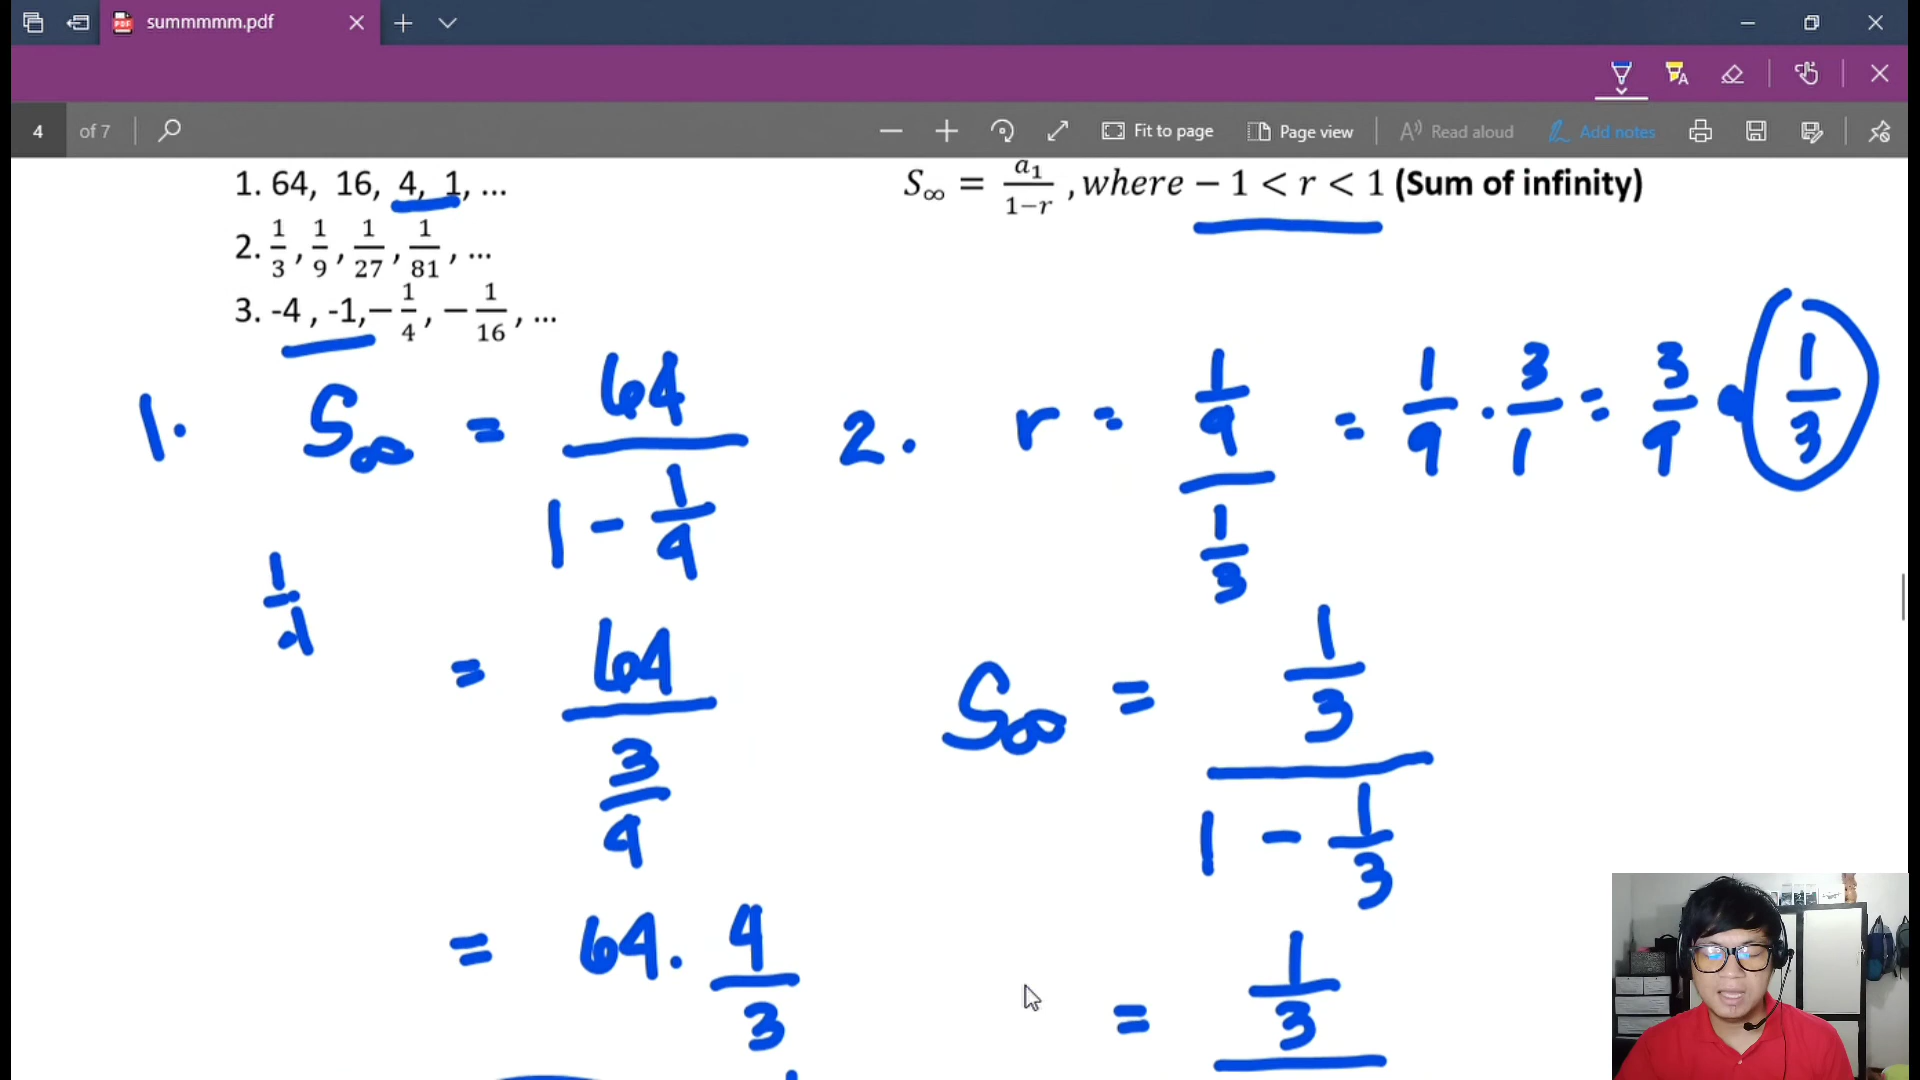 summmmm.pdf
4 of 7 Fit to page Page view Read aloud Add notes
1. 64, 16, 4, 1, ...
S∞ = a₁/(1−r) , where − 1 < r < 1 (Sum of infinity)
2. 1/3 , 1/9 , 1/27 , 1/81 , ...
3. -4 , -1, − 1/4 , − 1/16 , ...
1. S∞ = 64/(1 - 1/4)
1/4
= 64/(3/4)
= 64 · 4/3
2. r = (1/9)/(1/3) = 1/9 · 3/1 = 3/9 = 1/3
S∞ = (1/3)/(1 - 1/3)
= 1/3